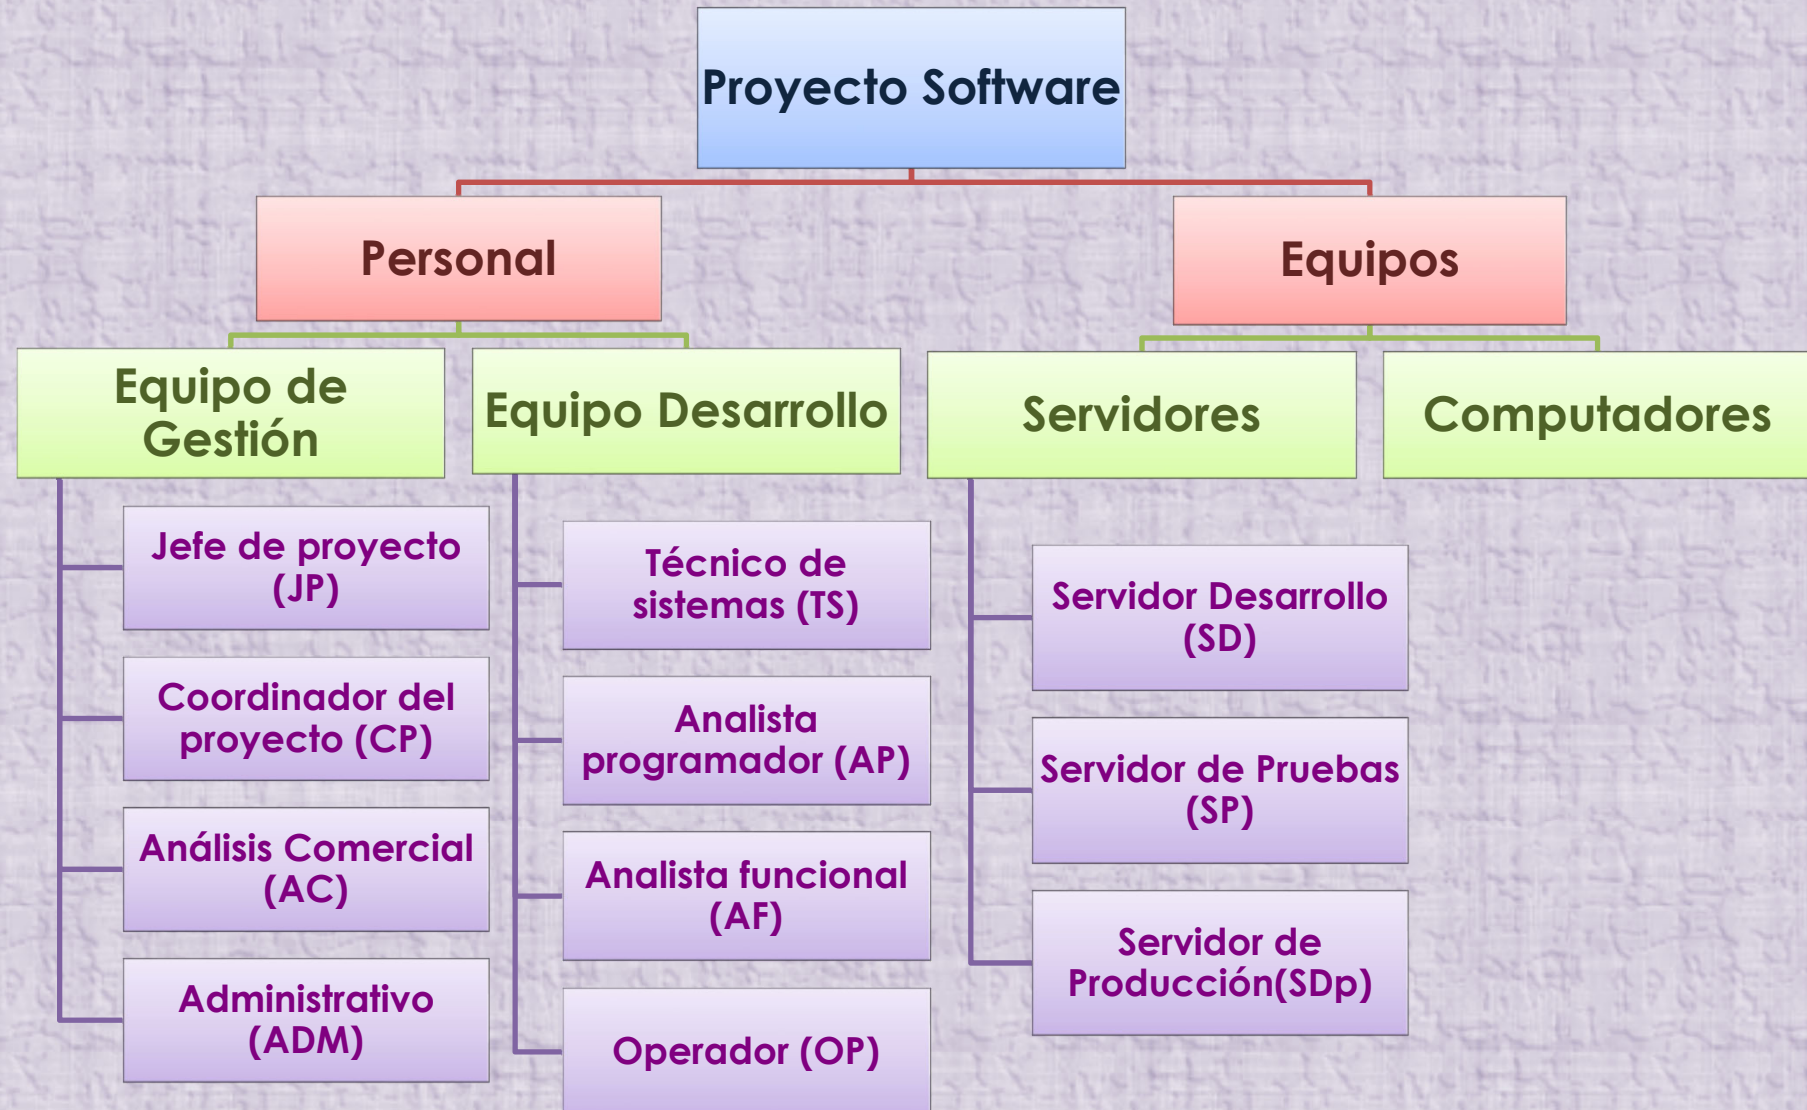 Proyecto Software
Personal
Equipos
Equipo de
Gestión
Equipo Desarrollo
Servidores
Computadores
Jefe de proyecto
(JP)
Coordinador del
proyecto (CP)
Análisis Comercial
(AC)
Administrativo
(ADM)
Técnico de
sistemas (TS)
Analista
programador (AP)
Analista funcional
(AF)
Operador (OP)
Servidor Desarrollo
(SD)
Servidor de Pruebas
(SP)
Servidor de
Producción(SDp)